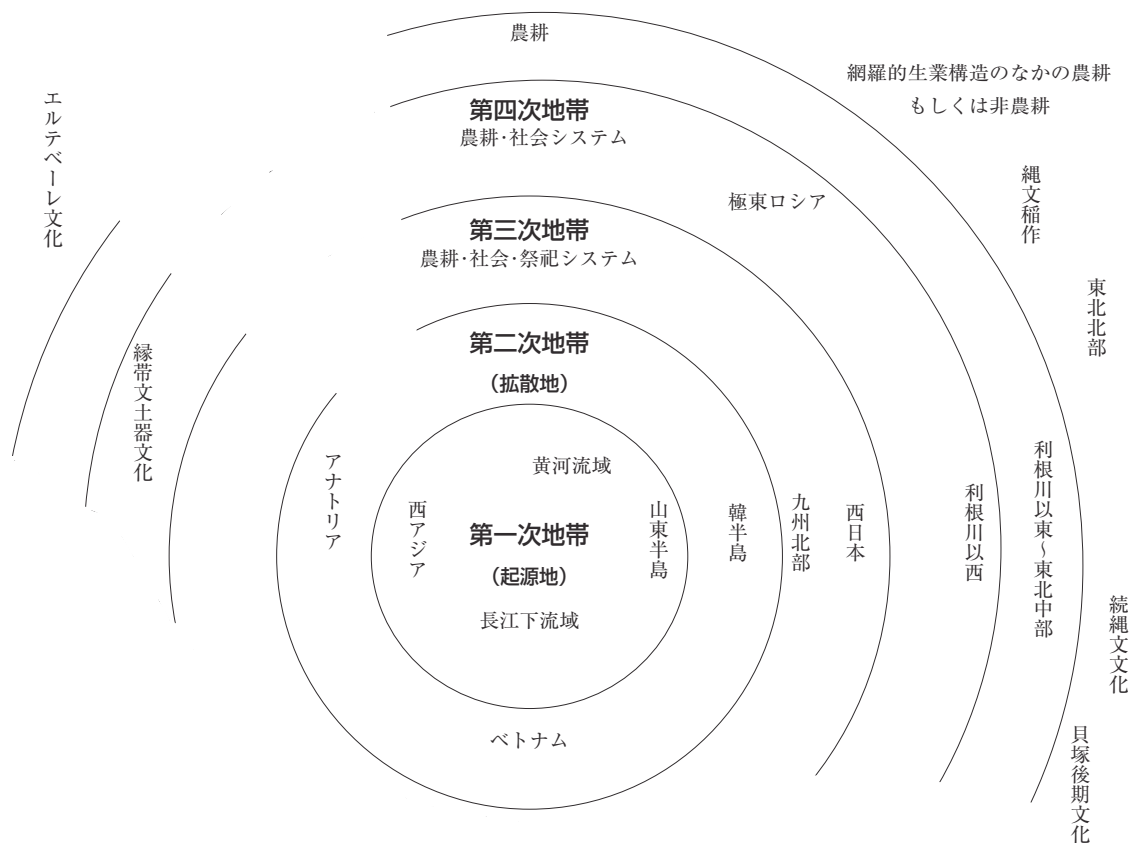 農耕
網羅的生業構造のなかの農耕
もしくは非農耕
第四次地帯
農耕・社会システム
エルテベーレ文化
縄文稲作
極東ロシア
第三次地帯
農耕・社会・祭祀システム
東北北部
第二次地帯
（拡散地）
縁帯文土器文化
利根川以東〜東北中部
アナトリア
黄河流域
西アジア
第一次地帯
（起源地）
山東半島
韓半島
九州北部
西日本
利根川以西
長江下流域
続縄文文化
ベトナム
貝塚後期文化